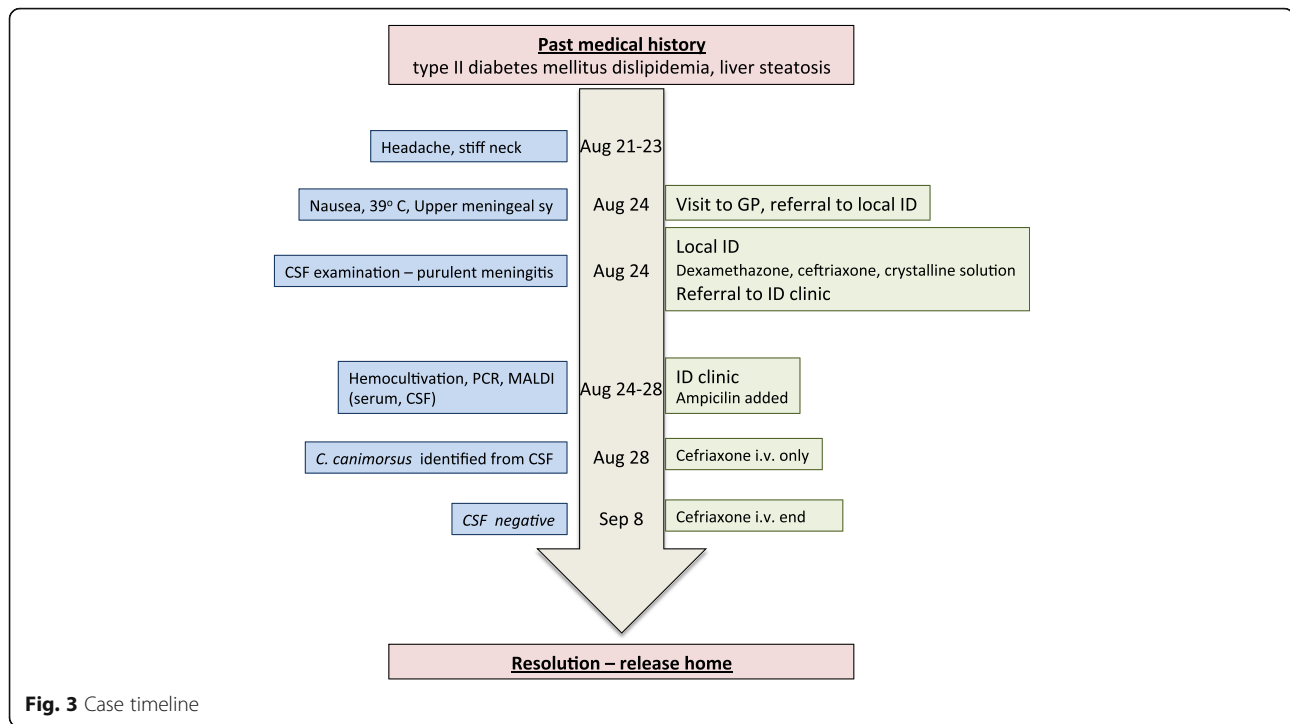 Past medical history
type II diabetes mellitus dislipidemia, liver steatosis
Headache, stiff neck
Aug 21-23
Nausea, 39º C, Upper meningeal sy
Aug 24
Visit to GP, referral to local ID
CSF examination – purulent meningitis
Aug 24
Local ID
Dexamethazone, ceftriaxone, crystalline solution
Referral to ID clinic
Hemocultivation, PCR, MALDI
(serum, CSF)
Aug 24-28
ID clinic
Ampicilin added
C. canimorsus identified from CSF
Aug 28
Cefriaxone i.v. only
CSF negative
Sep 8
Cefriaxone i.v. end
Resolution – release home
Fig. 3 Case timeline